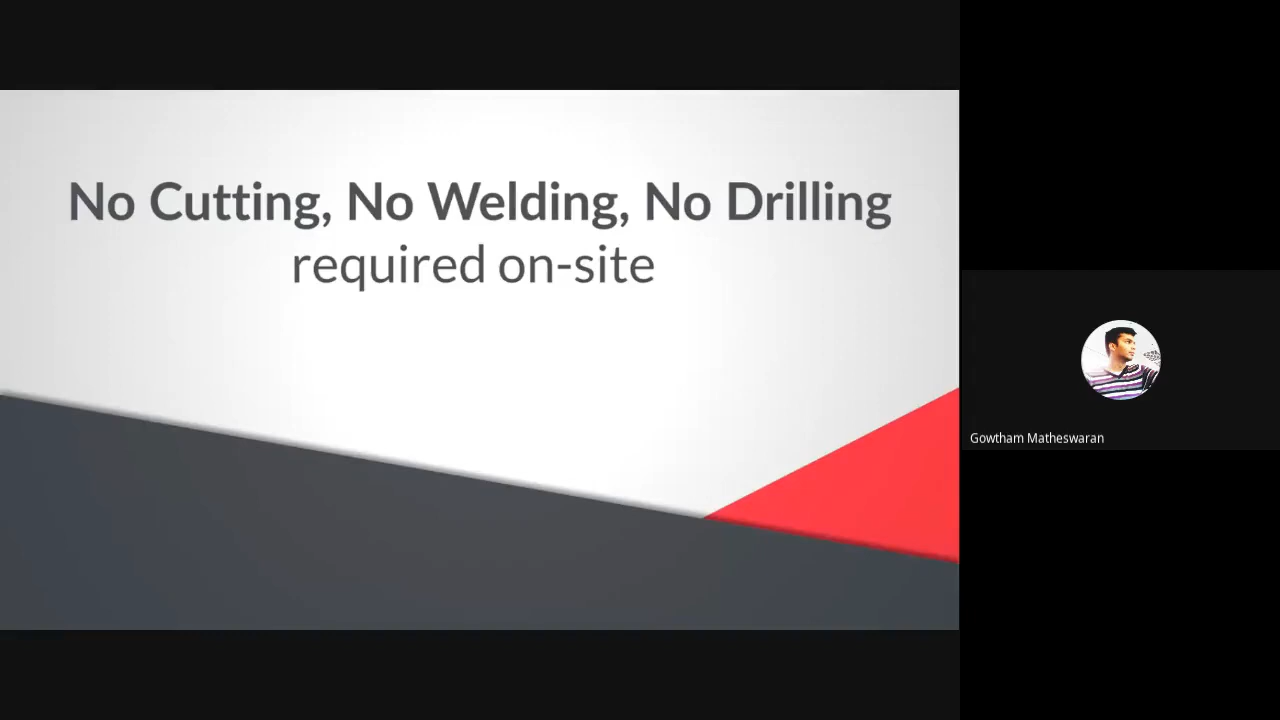 No Cutting, No Welding, No Drilling
required on-site
Gowtham Matheswaran